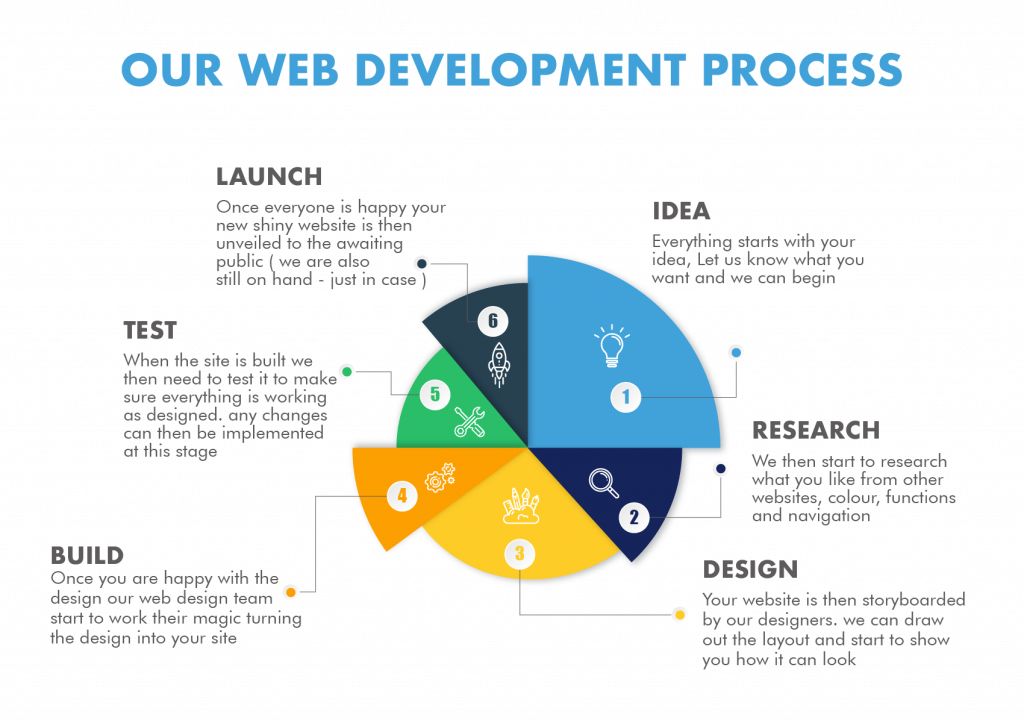 OUR WEB DEVELOPMENT PROCESS
IDEA
Everything starts with your
idea, Let us know what you
want and we can begin
1
RESEARCH
We then start to research
what you like from other
websites, colour, functions
and navigation
2
DESIGN
Your website is then storyboarded
by our designers. we can draw
out the layout and start to show
you how it can look
3
BUILD
Once you are happy with the
design our web design team
start to work their magic turning
the design into your site
4
TEST
When the site is built we
then need to test it to make
sure everything is working
as designed. any changes
can then be implemented
at this stage
5
LAUNCH
Once everyone is happy your
new shiny website is then
unveiled to the awaiting
public ( we are also
still on hand - just in case )
6